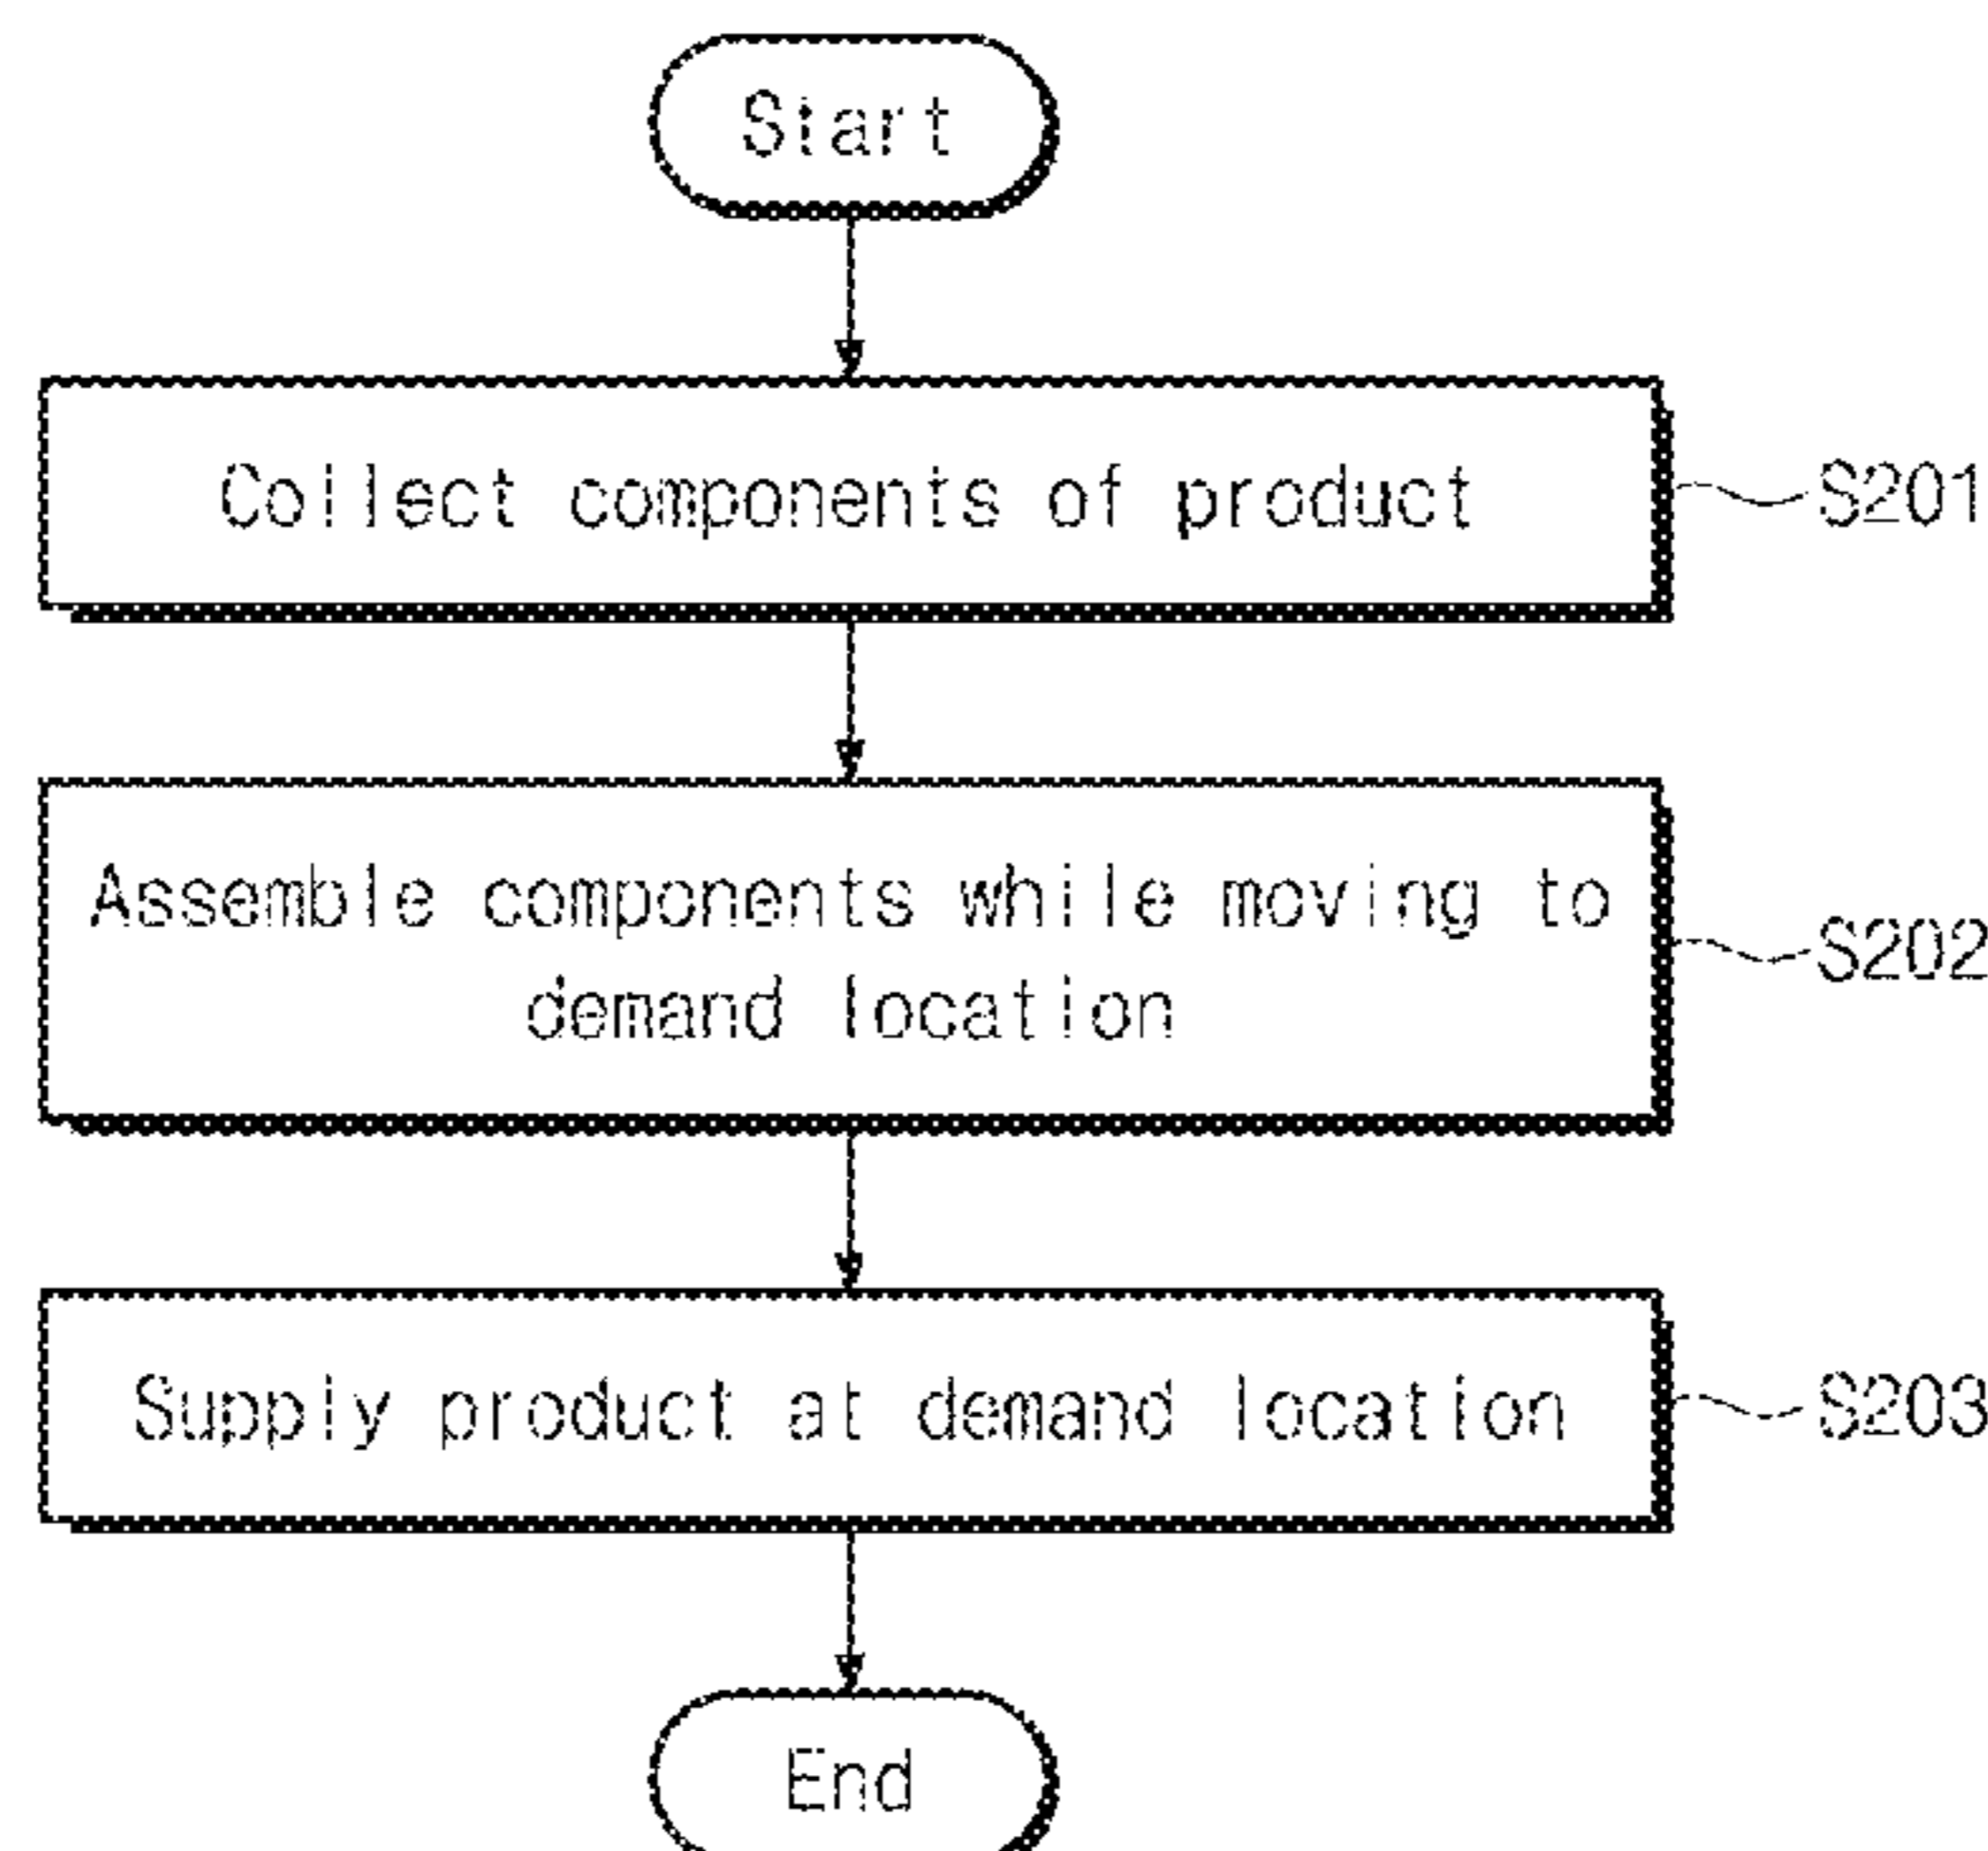 Start
Collect components of product
S201
Assemble components while moving to
demand location
S202
Supply product at demand location
S203
End